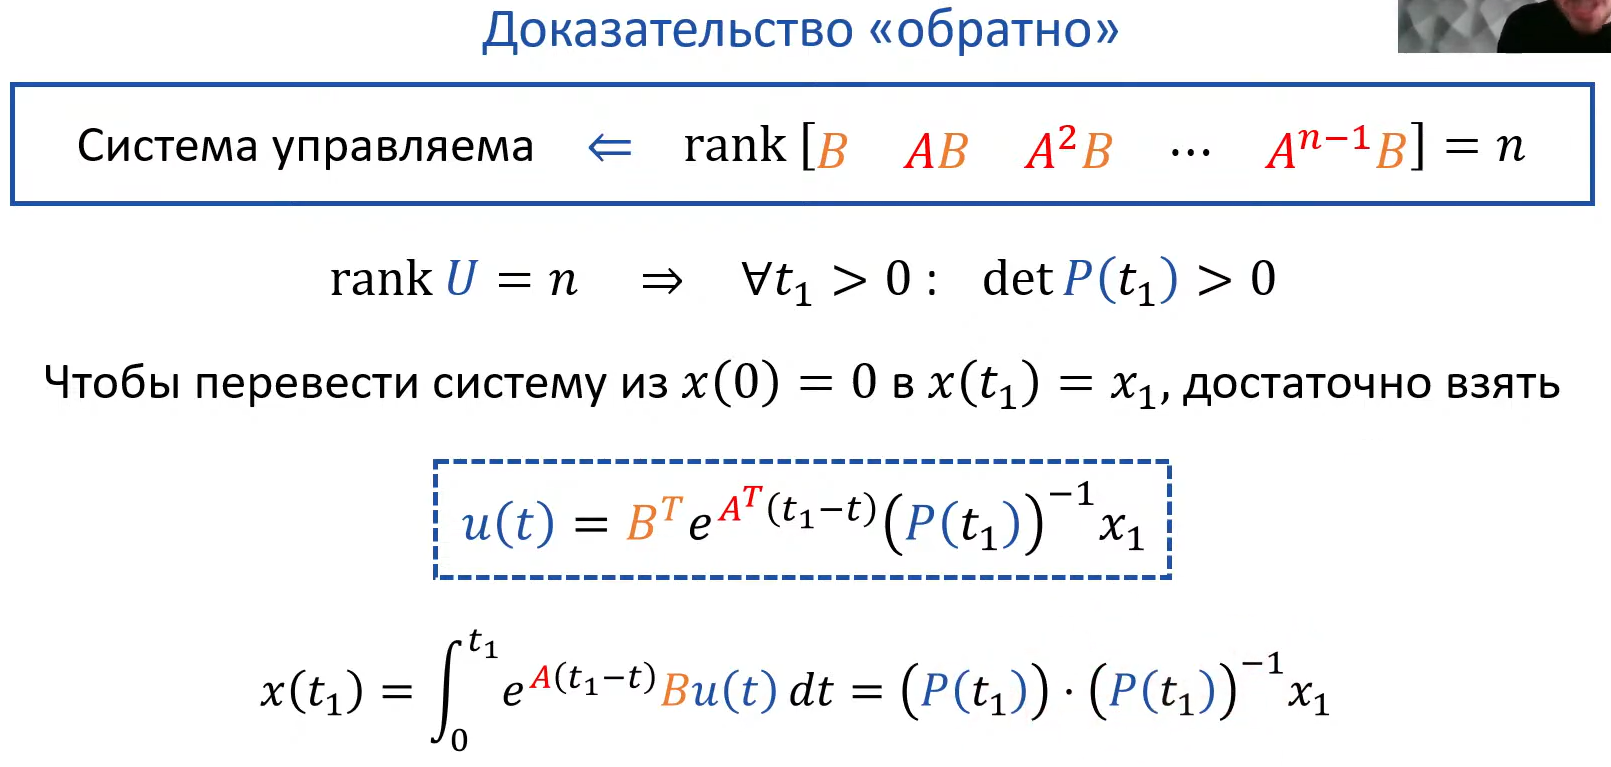 Доказательство «обратно»
Система управляема ⇐ rank [B AB A²B ⋯ Aⁿ⁻¹B] = n
rank U = n ⇒ ∀t₁ > 0 : det P(t₁) > 0
Чтобы перевести систему из x(0) = 0 в x(t₁) = x₁, достаточно взять
u(t) = Bᵀe^{Aᵀ(t₁−t)}(P(t₁))⁻¹x₁
x(t₁) = ∫₀^{t₁} e^{A(t₁−t)}Bu(t) dt = (P(t₁)) · (P(t₁))⁻¹x₁